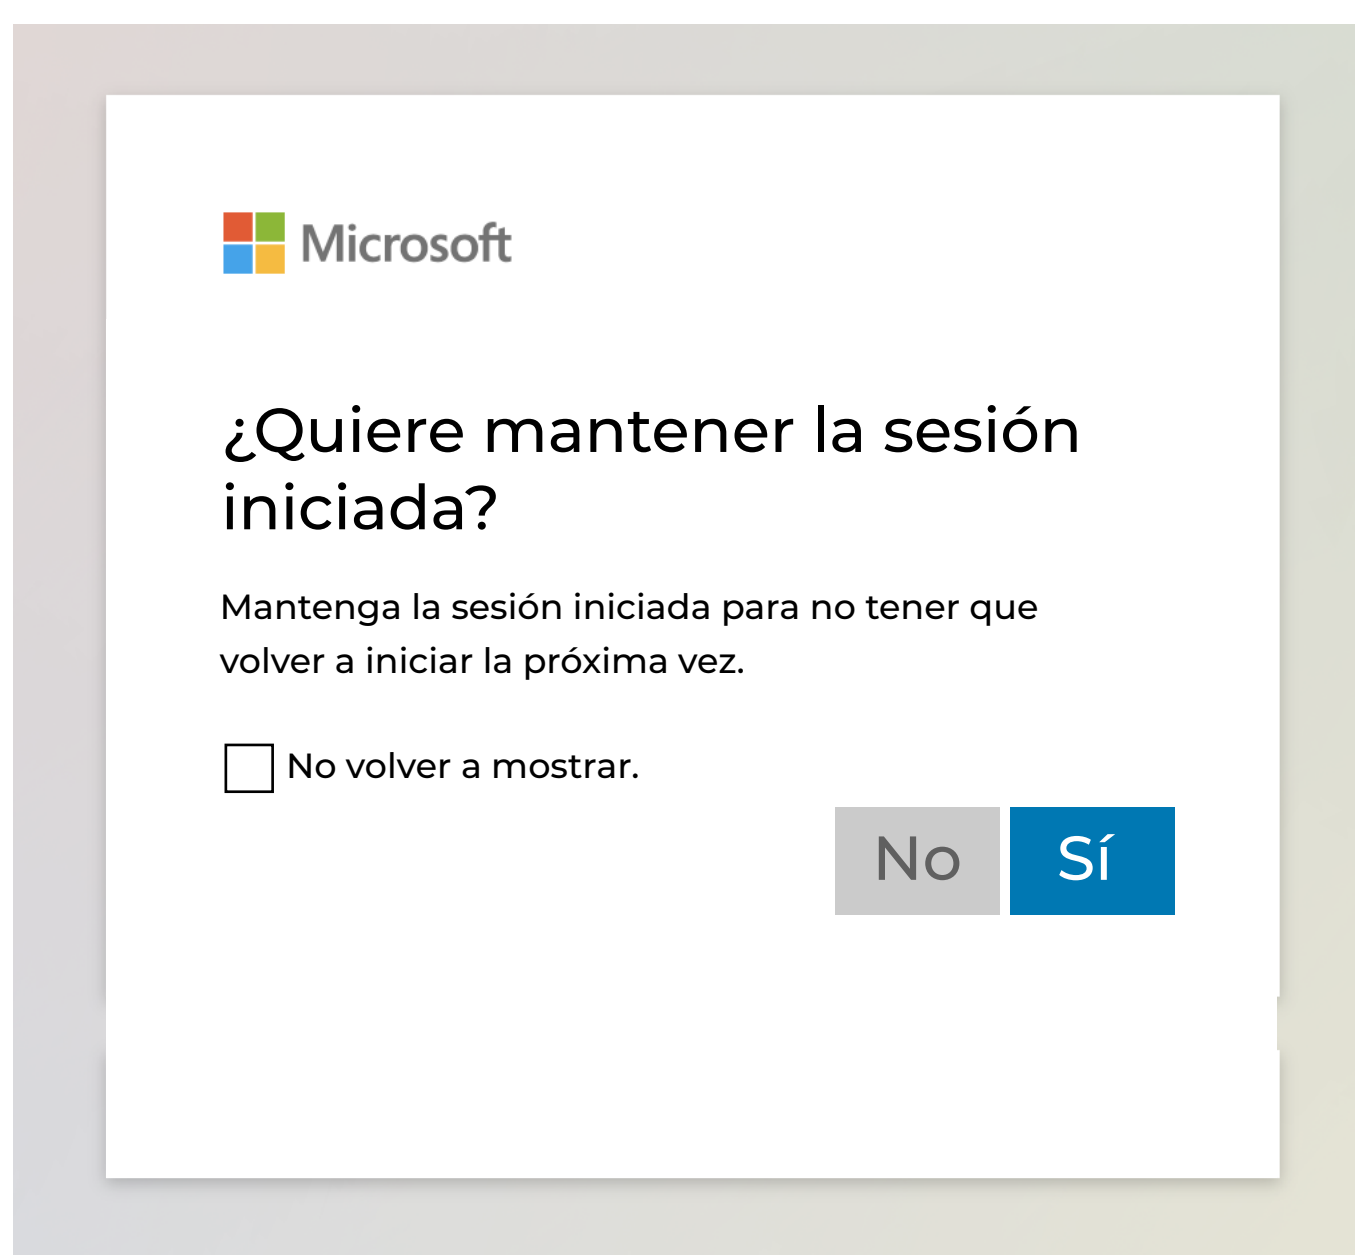 Microsoft
¿Quiere mantener la sesión
iniciada?
Mantenga la sesión iniciada para no tener que
volver a iniciar la próxima vez.
No volver a mostrar.
No Sí